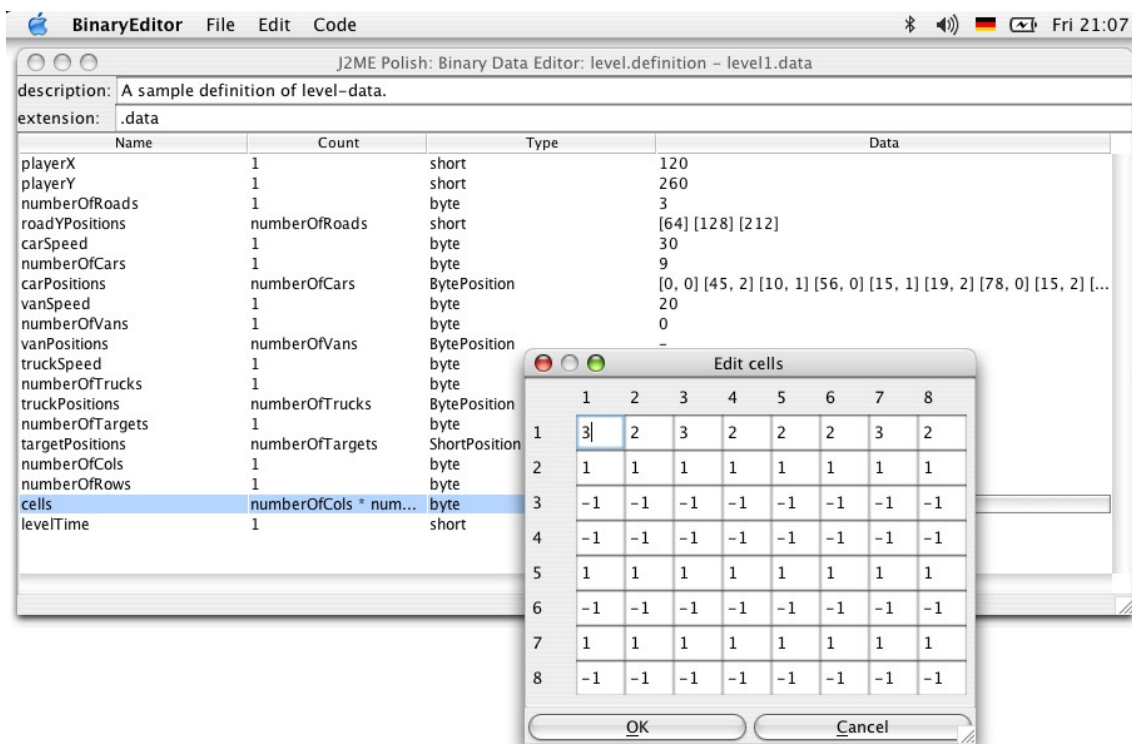 BinaryEditor File Edit Code Fri 21:07
J2ME Polish: Binary Data Editor: level.definition – level1.data
description: A sample definition of level-data.
extension: .data
Name Count Type Data
playerX 1 short 120
playerY 1 short 260
numberOfRoads 1 byte 3
roadYPositions numberOfRoads short [64] [128] [212]
carSpeed 1 byte 30
numberOfCars 1 byte 9
carPositions numberOfCars BytePosition [0, 0] [45, 2] [10, 1] [56, 0] [15, 1] [19, 2] [78, 0] [15, 2] [...
vanSpeed 1 byte 20
numberOfVans 1 byte 0
vanPositions numberOfVans BytePosition –
truckSpeed 1 byte
numberOfTrucks 1 byte
truckPositions numberOfTrucks BytePosition
numberOfTargets 1 byte
targetPositions numberOfTargets ShortPosition
numberOfCols 1 byte
numberOfRows 1 byte
cells numberOfCols * num... byte
levelTime 1 short
Edit cells
1 2 3 4 5 6 7 8
1 3 2 3 2 2 2 3 2
2 1 1 1 1 1 1 1 1
3 -1 -1 -1 -1 -1 -1 -1 -1
4 -1 -1 -1 -1 -1 -1 -1 -1
5 1 1 1 1 1 1 1 1
6 -1 -1 -1 -1 -1 -1 -1 -1
7 1 1 1 1 1 1 1 1
8 -1 -1 -1 -1 -1 -1 -1 -1
OK Cancel